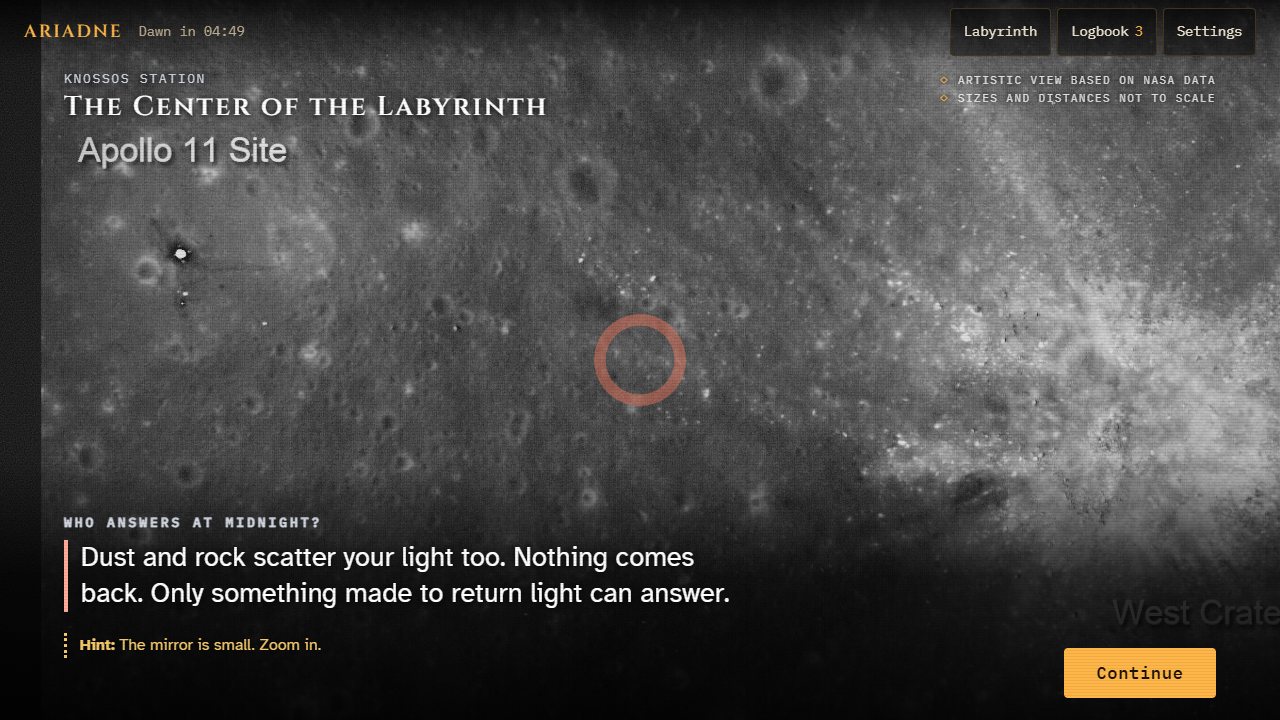 ARIADNE Dawn in 04:49 Labyrinth Logbook 3 Settings
KNOSSOS STATION
The Center of the Labyrinth
ARTISTIC VIEW BASED ON NASA DATA
SIZES AND DISTANCES NOT TO SCALE
Apollo 11 Site
WHO ANSWERS AT MIDNIGHT?
Dust and rock scatter your light too. Nothing comes
back. Only something made to return light can answer.
West Crate
Hint: The mirror is small. Zoom in.
Continue